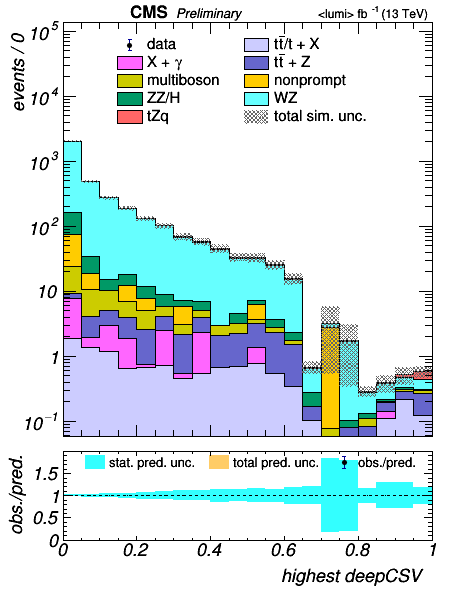 CMS Preliminary <lumi> fb⁻¹ (13 TeV)
events / 0
10⁵
10⁴
10³
10²
10
1
10⁻¹
data
tt̄/t + X
X + γ
tt̄ + Z
multiboson
nonprompt
ZZ/H
WZ
tZq
total sim. unc.
obs./pred.
1.5
1
0.5
0
stat. pred. unc.
total pred. unc.
obs./pred.
0 0.2 0.4 0.6 0.8 1
highest deepCSV